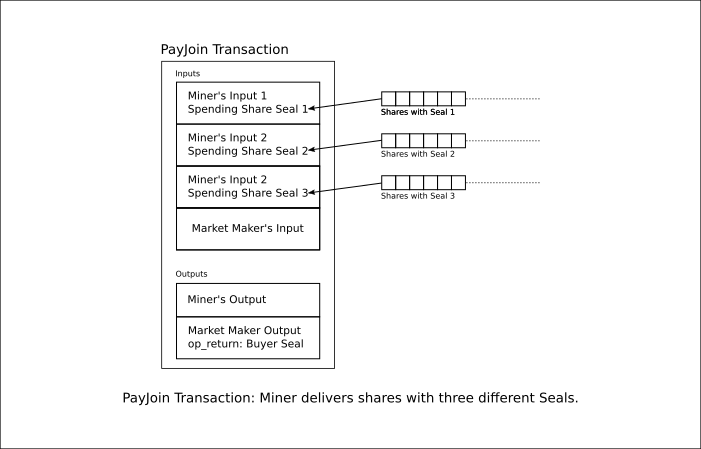 PayJoin Transaction
Inputs
Miner's Input 1
Spending Share Seal 1
Shares with Seal 1
Miner's Input 2
Spending Share Seal 2
Shares with Seal 2
Miner's Input 2
Spending Share Seal 3
Shares with Seal 3
Market Maker's Input
Outputs
Miner's Output
Market Maker Output
op_return: Buyer Seal
PayJoin Transaction: Miner delivers shares with three different Seals.